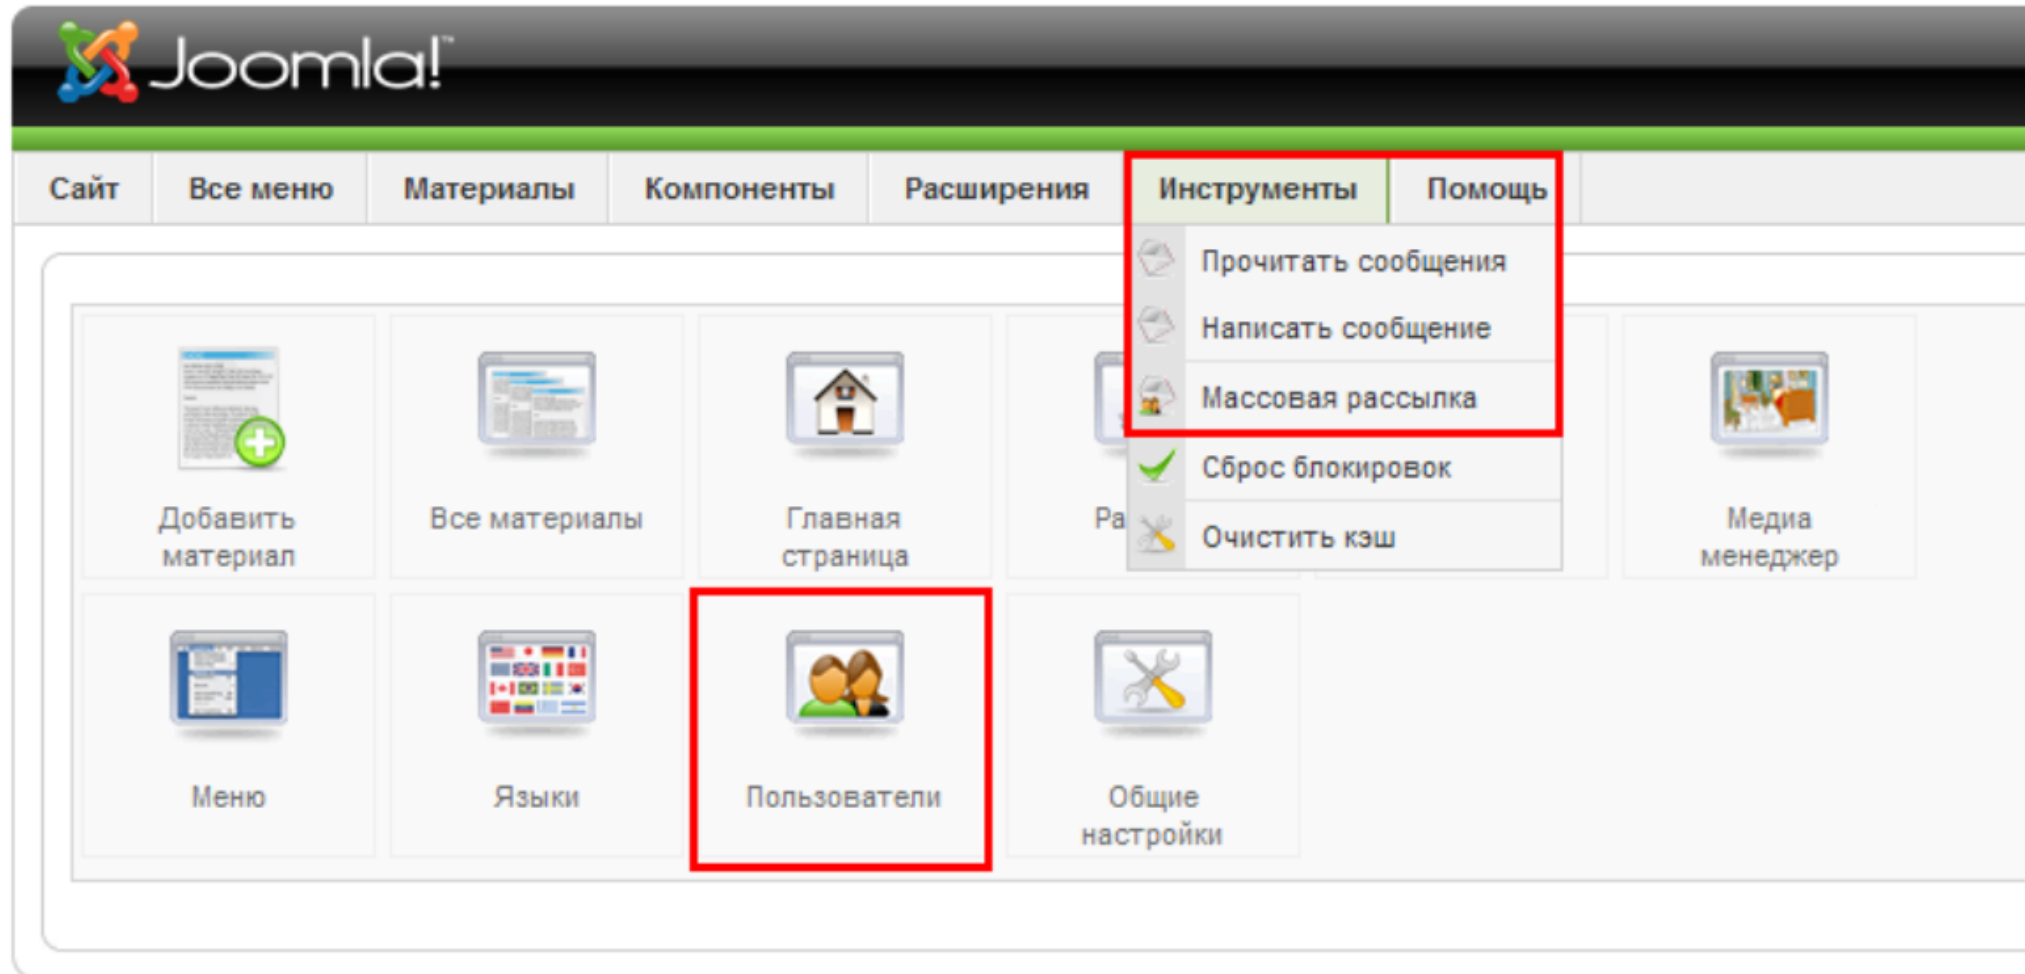 Joomla!™
Сайт Все меню Материалы Компоненты Расширения Инструменты Помощь
Прочитать сообщения
Написать сообщение
Массовая рассылка
Сброс блокировок
Очистить кэш
Добавить
материал
Все материалы
Главная
страница
Ра
Медиа
менеджер
Меню
Языки
Пользователи
Общие
настройки